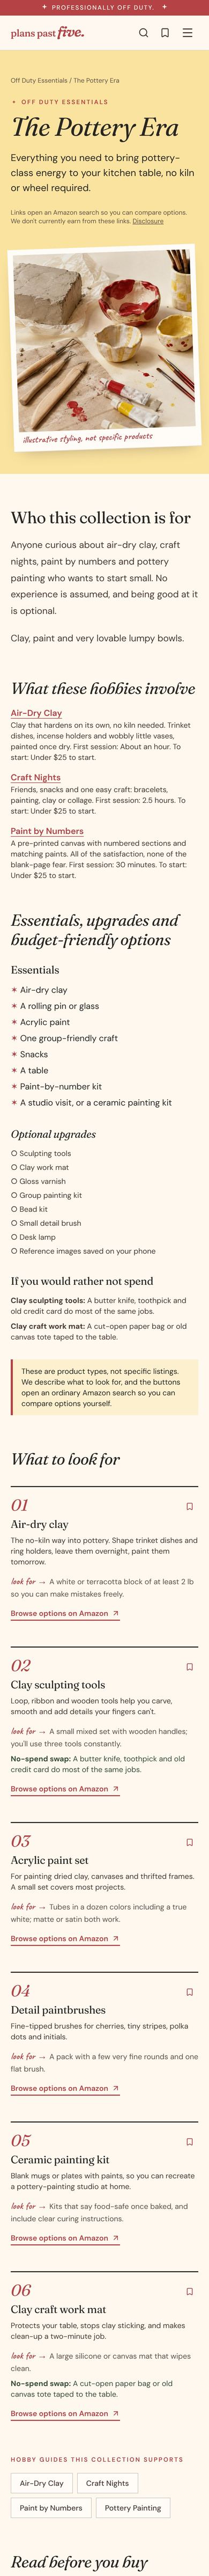 PROFESSIONALLY OFF DUTY.
plans past five.
Off Duty Essentials / The Pottery Era
OFF DUTY ESSENTIALS
The Pottery Era
Everything you need to bring pottery-
class energy to your kitchen table, no kiln
or wheel required.
Links open an Amazon search so you can compare options.
We don't currently earn from these links. Disclosure
illustrative styling, not specific products
Who this collection is for
Anyone curious about air-dry clay, craft
nights, paint by numbers and pottery
painting who wants to start small. No
experience is assumed, and being good at it
is optional.
Clay, paint and very lovable lumpy bowls.
What these hobbies involve
Air-Dry Clay
Clay that hardens on its own, no kiln needed. Trinket
dishes, incense holders and wobbly little vases,
painted once dry. First session: About an hour. To
start: Under $25 to start.
Craft Nights
Friends, snacks and one easy craft: bracelets,
painting, clay or collage. First session: 2.5 hours. To
start: Under $25 to start.
Paint by Numbers
A pre-printed canvas with numbered sections and
matching paints. All of the satisfaction, none of the
blank-page fear. First session: 30 minutes. To start:
Under $25 to start.
Essentials, upgrades and
budget-friendly options
Essentials
✶ Air-dry clay
✶ A rolling pin or glass
✶ Acrylic paint
✶ One group-friendly craft
✶ Snacks
✶ A table
✶ Paint-by-number kit
✶ A studio visit, or a ceramic painting kit
Optional upgrades
○ Sculpting tools
○ Clay work mat
○ Gloss varnish
○ Group painting kit
○ Bead kit
○ Small detail brush
○ Desk lamp
○ Reference images saved on your phone
If you would rather not spend
Clay sculpting tools: A butter knife, toothpick and
old credit card do most of the same jobs.
Clay craft work mat: A cut-open paper bag or old
canvas tote taped to the table.
These are product types, not specific listings.
We describe what to look for, and the buttons
open an ordinary Amazon search so you can
compare options yourself.
What to look for
01
Air-dry clay
The no-kiln way into pottery. Shape trinket dishes and
ring holders, leave them overnight, paint them
tomorrow.
look for → A white or terracotta block of at least 2 lb
so you can make mistakes freely.
Browse options on Amazon ↗
02
Clay sculpting tools
Loop, ribbon and wooden tools help you carve,
smooth and add details your fingers can't.
look for → A small mixed set with wooden handles;
you'll use three tools constantly.
No-spend swap: A butter knife, toothpick and old
credit card do most of the same jobs.
Browse options on Amazon ↗
03
Acrylic paint set
For painting dried clay, canvases and thrifted frames.
A small set covers most projects.
look for → Tubes in a dozen colors including a true
white; matte or satin both work.
Browse options on Amazon ↗
04
Detail paintbrushes
Fine-tipped brushes for cherries, tiny stripes, polka
dots and initials.
look for → A pack with a few very fine rounds and one
flat brush.
Browse options on Amazon ↗
05
Ceramic painting kit
Blank mugs or plates with paints, so you can recreate
a pottery-painting studio at home.
look for → Kits that say food-safe once baked, and
include clear curing instructions.
Browse options on Amazon ↗
06
Clay craft work mat
Protects your table, stops clay sticking, and makes
clean-up a two-minute job.
look for → A large silicone or canvas mat that wipes
clean.
No-spend swap: A cut-open paper bag or old
canvas tote taped to the table.
Browse options on Amazon ↗
HOBBY GUIDES THIS COLLECTION SUPPORTS
Air-Dry Clay
Craft Nights
Paint by Numbers
Pottery Painting
Read before you buy